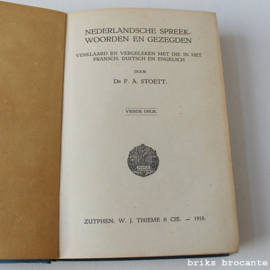 NEDERLANDSCHE SPREEK-
WOORDEN EN GEZEGDEN
VERKLAARD EN VERGELEKEN MET DIE IN HET
FRANSCH, DUITSCH EN ENGELSCH
DOOR
Dr F. A. STOETT.
VIERDE DRUK.
ZUTPHEN. W. J. THIEME & CIE. — 1918.
briks brocante